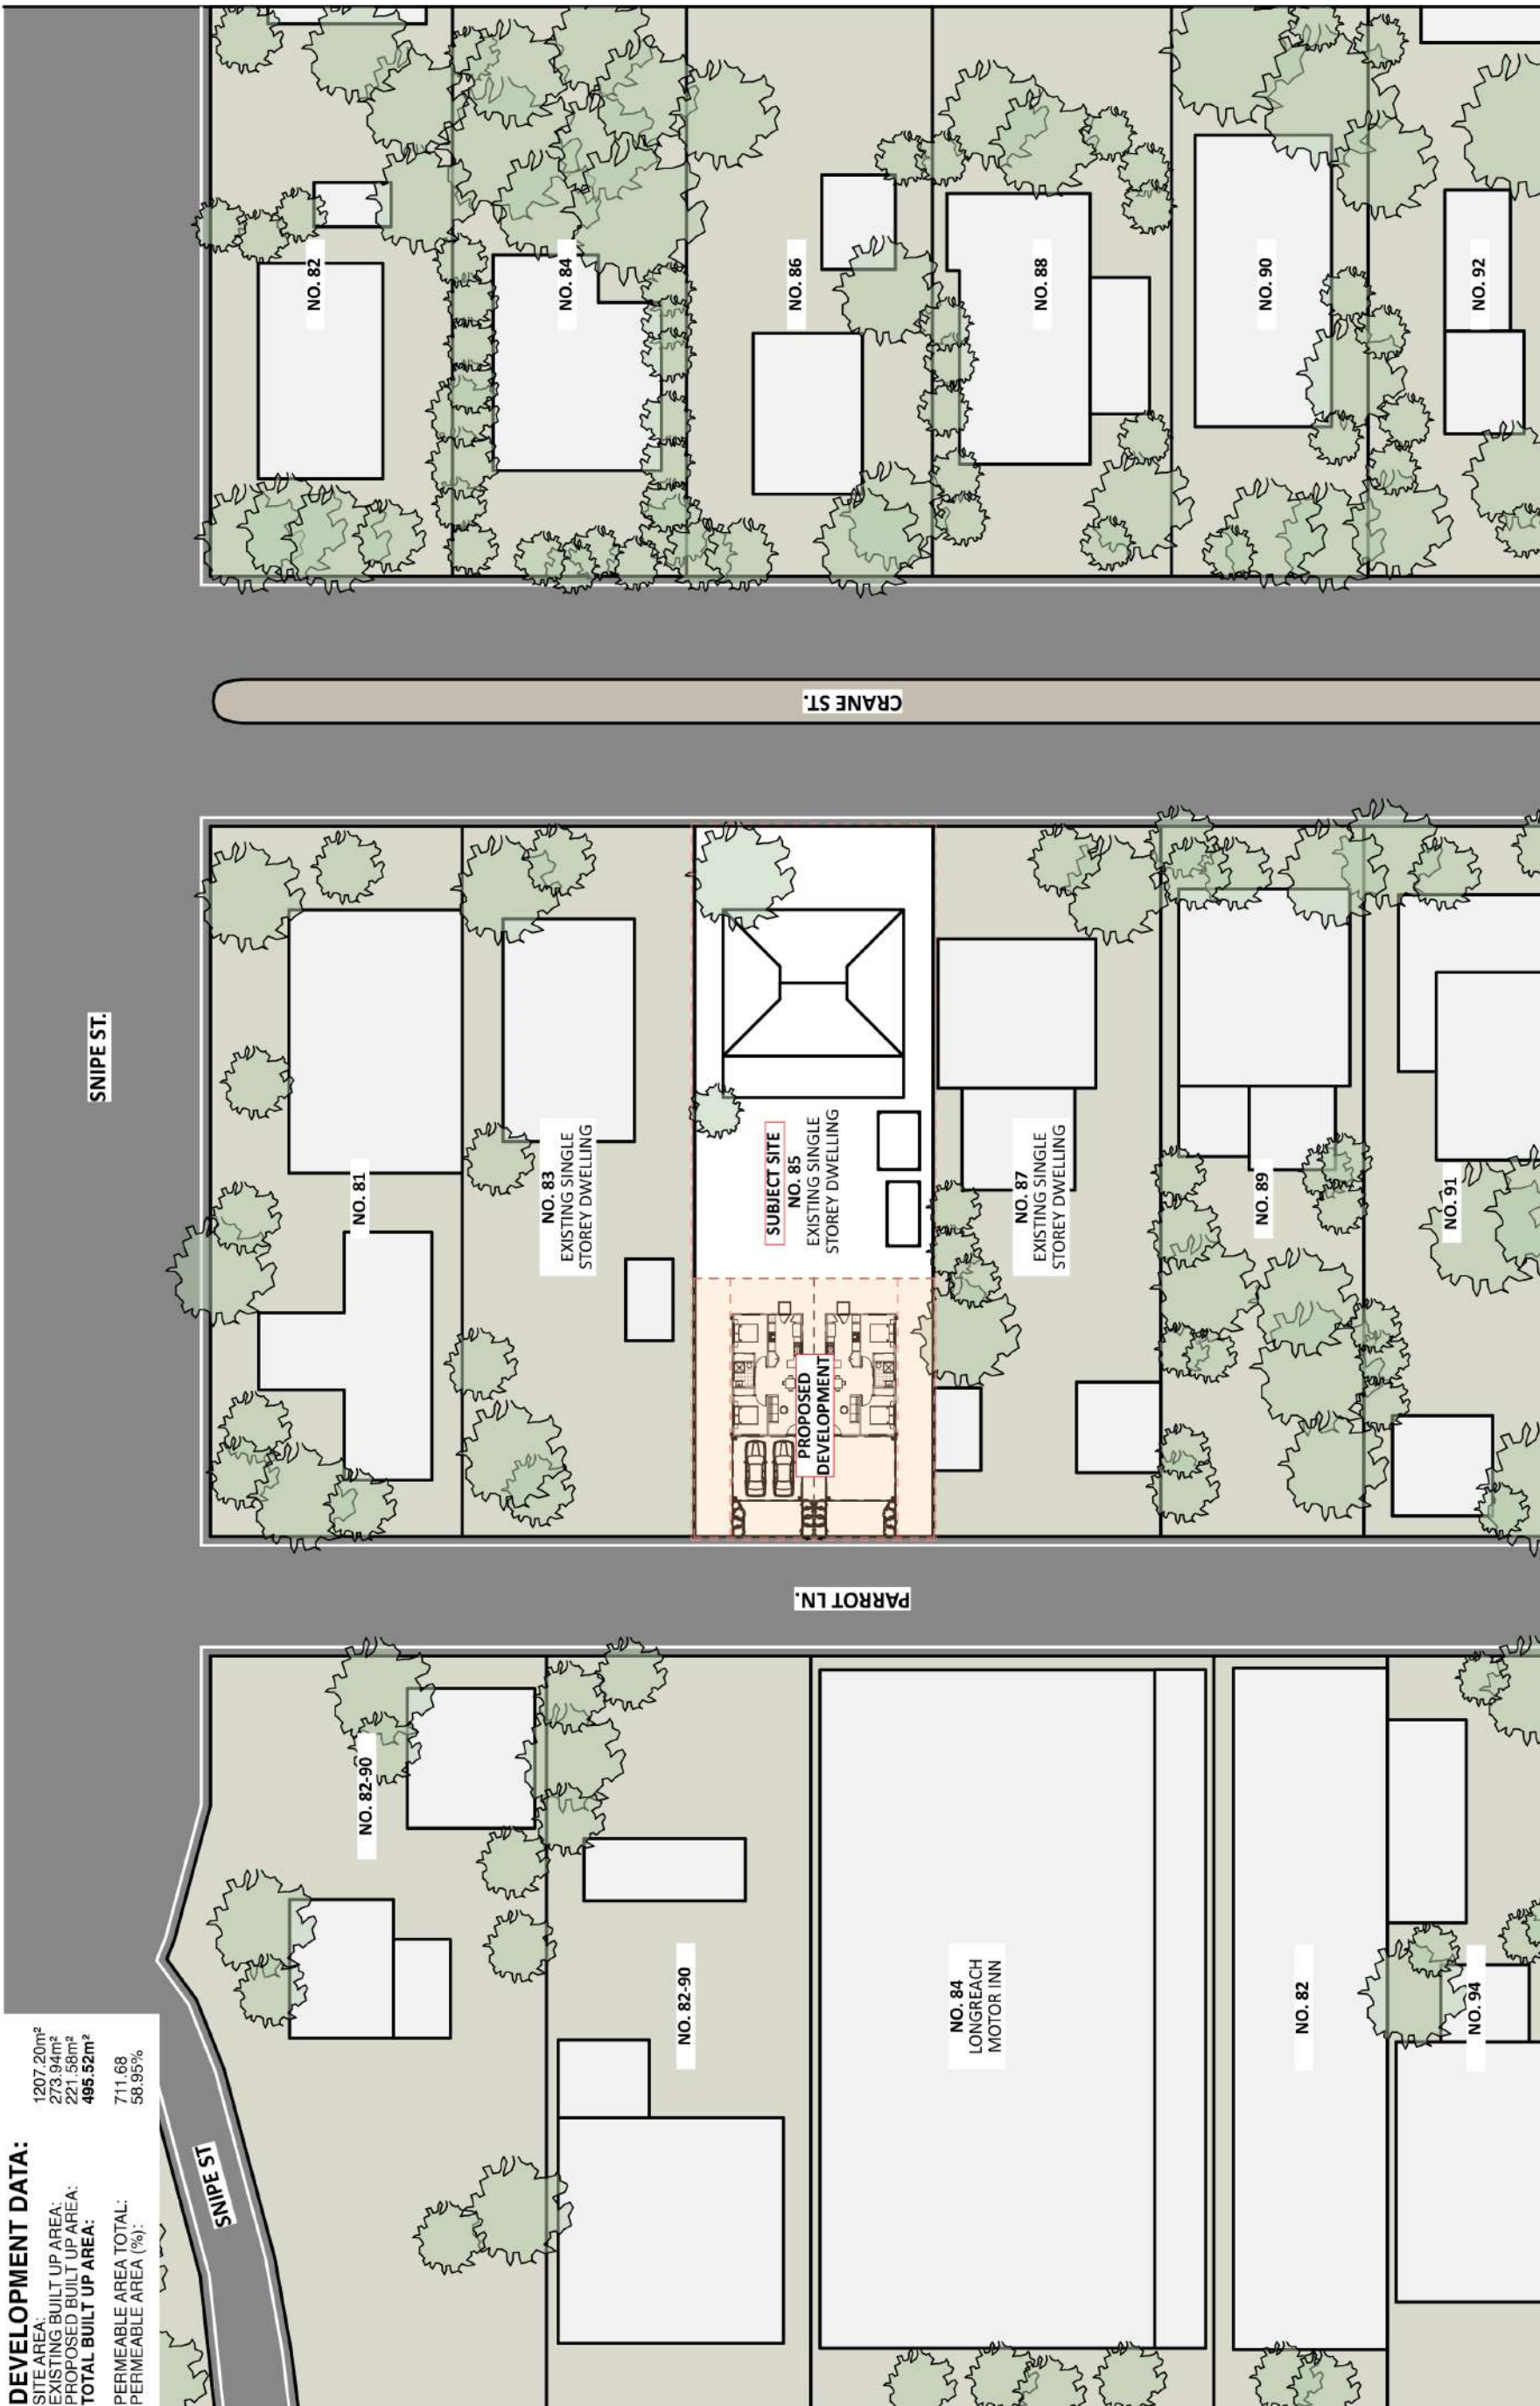 DEVELOPMENT DATA:
SITE AREA: 1207.20m²
EXISTING BUILT UP AREA: 273.94m²
PROPOSED BUILT UP AREA: 221.58m²
TOTAL BUILT UP AREA: 495.52m²
PERMEABLE AREA TOTAL: 711.68
PERMEABLE AREA (%): 58.95%
SNIPE ST
SNIPE ST.
NO. 82-90
NO. 82-90
NO. 84
LONGREACH
MOTOR INN
NO. 82
NO. 94
PARROT LN.
NO. 81
NO. 83
EXISTING SINGLE
STOREY DWELLING
SUBJECT SITE
NO. 85
EXISTING SINGLE
STOREY DWELLING
PROPOSED
DEVELOPMENT
NO. 87
EXISTING SINGLE
STOREY DWELLING
NO. 89
NO. 91
CRANE ST.
NO. 82
NO. 84
NO. 86
NO. 88
NO. 90
NO. 92